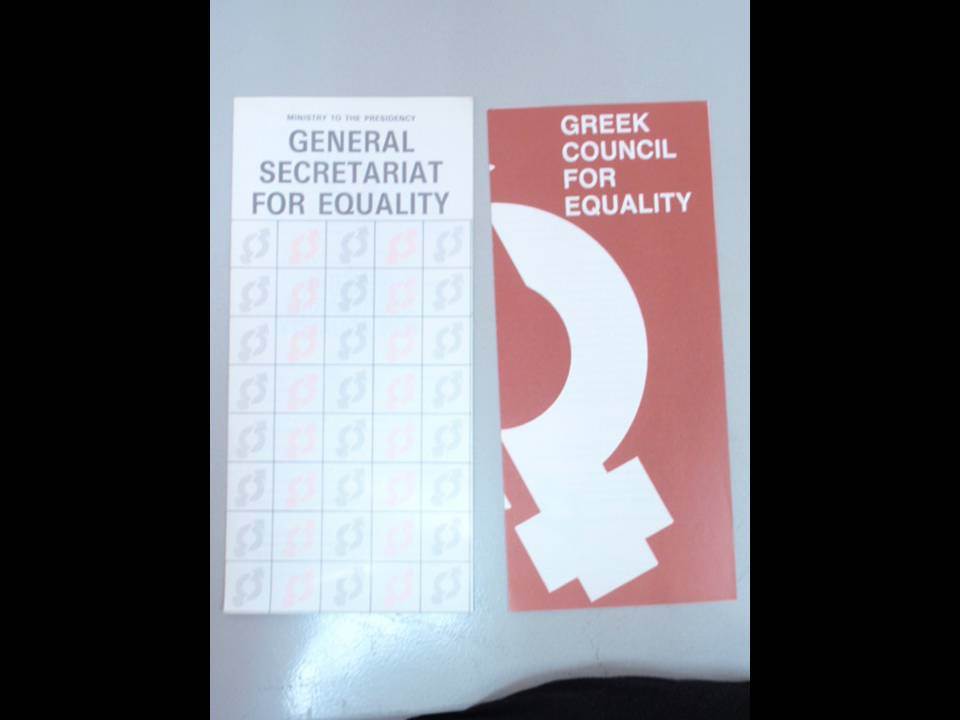 MINISTRY TO THE PRESIDENCY
GENERAL
SECRETARIAT
FOR EQUALITY
GREEK
COUNCIL
FOR
EQUALITY